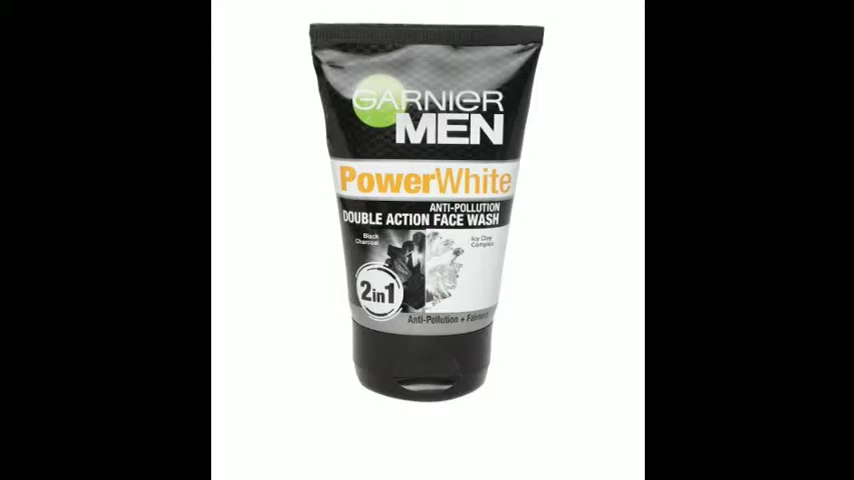 GARNIER
MEN
PowerWhite
ANTI-POLLUTION
DOUBLE ACTION FACE WASH
Black
Charcoal
Icy Clay
Complex
2in1
Anti-Pollution + Fairness